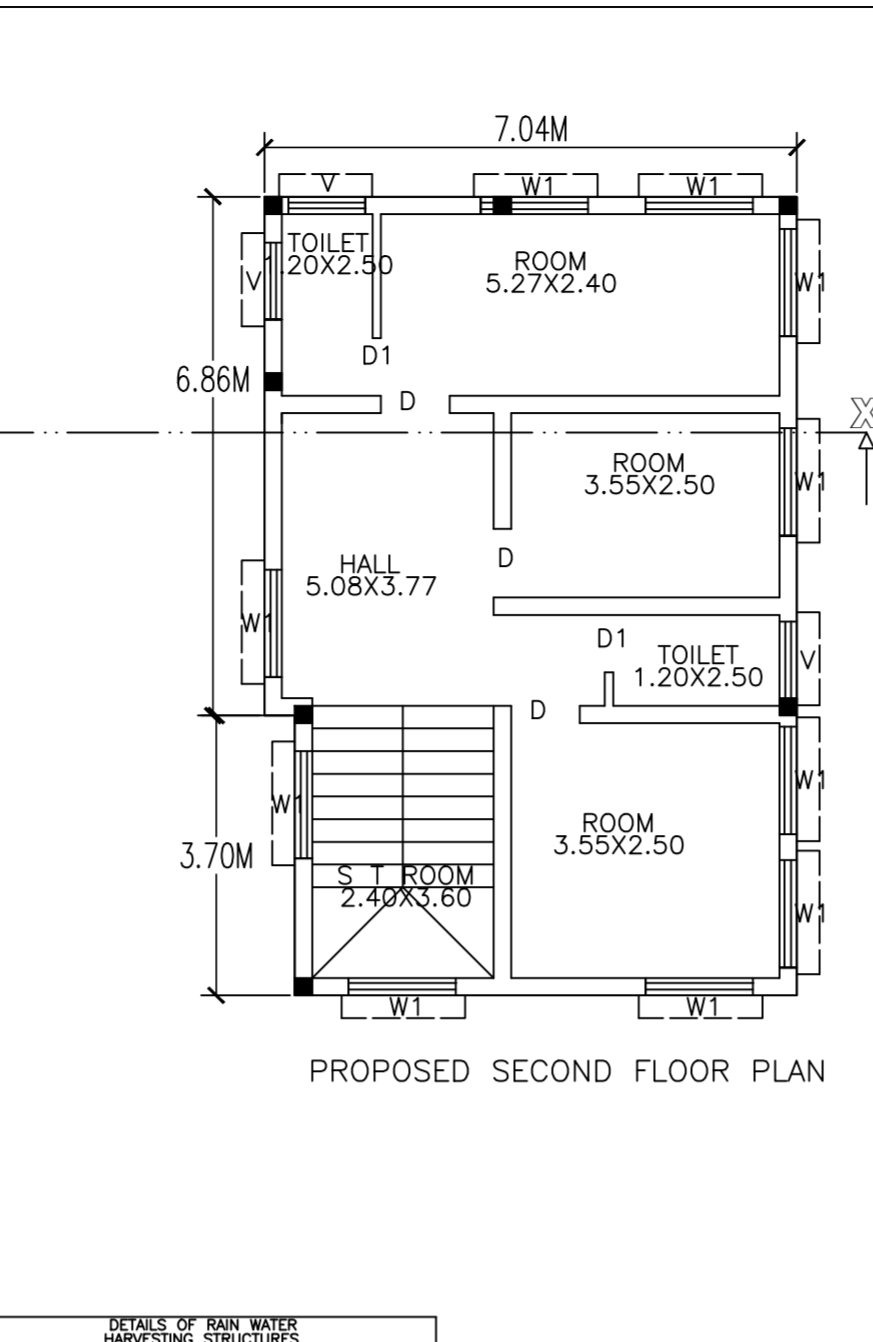 7.04M
V
W1
W1
TOILET
1.20X2.50
V
ROOM
5.27X2.40
W1
D1
6.86M
D
X
ROOM
3.55X2.50
W1
D
HALL
5.08X3.77
W1
D1
TOILET
1.20X2.50
V
D
W1
W1
ROOM
3.55X2.50
3.70M
S T ROOM
2.40X3.60
W1
W1
W1
PROPOSED SECOND FLOOR PLAN
DETAILS OF RAIN WATER
HARVESTING STRUCTURES